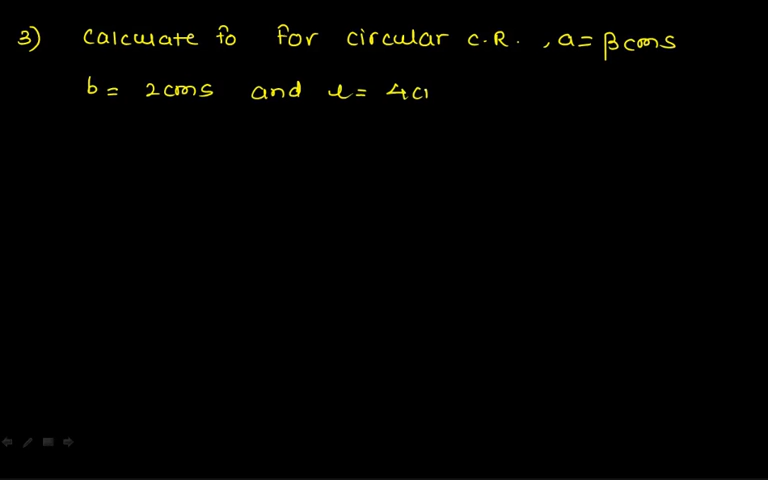 3) Calculate fo for circular C.R. , a = βcms
b = 2cms and l = 4c